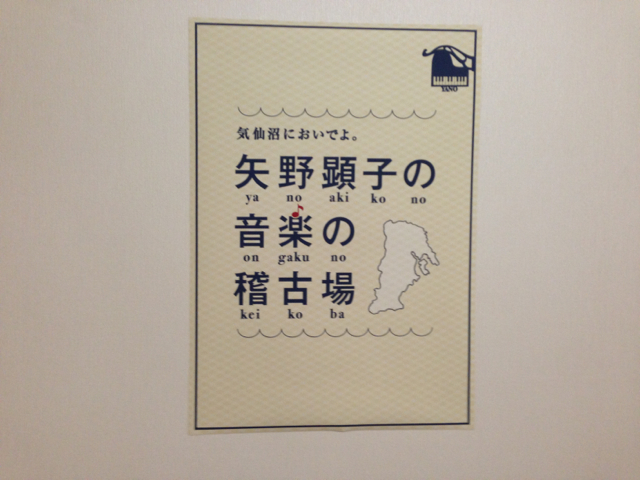 YANO
気仙沼においでよ。
矢野顕子の
ya no aki ko no
音楽の
on gaku no
稽古場
kei ko ba